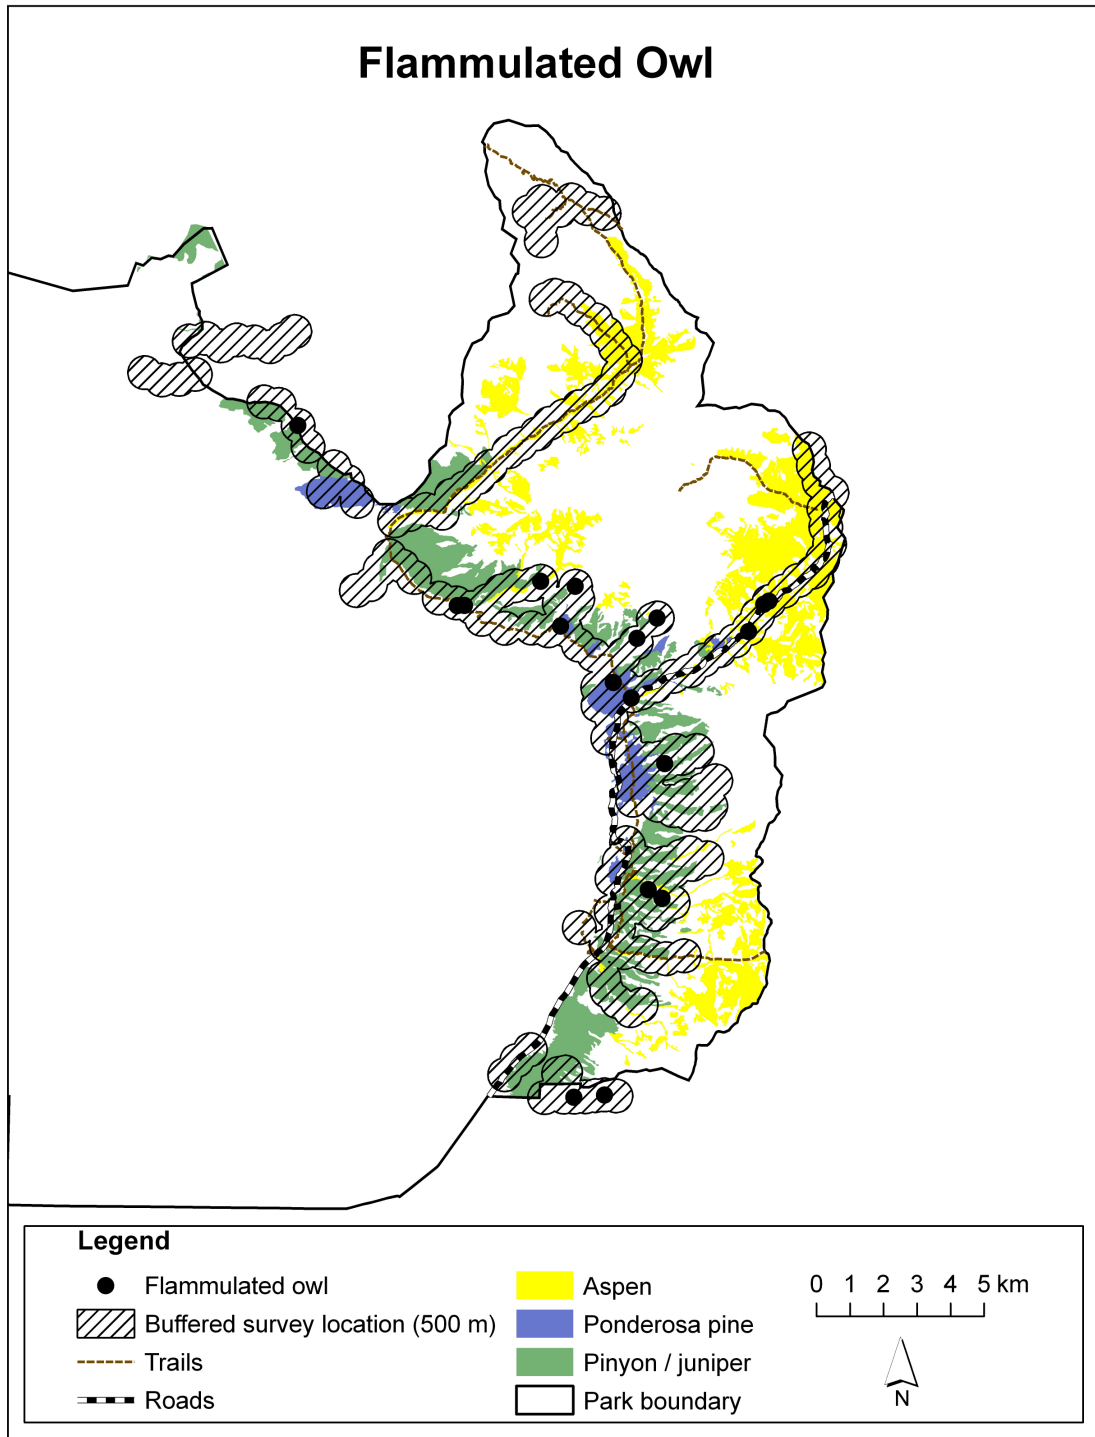 Flammulated Owl
Legend
Flammulated owl
Buffered survey location (500 m)
Trails
Roads
Aspen
Ponderosa pine
Pinyon / juniper
Park boundary
0 1 2 3 4 5 km
N